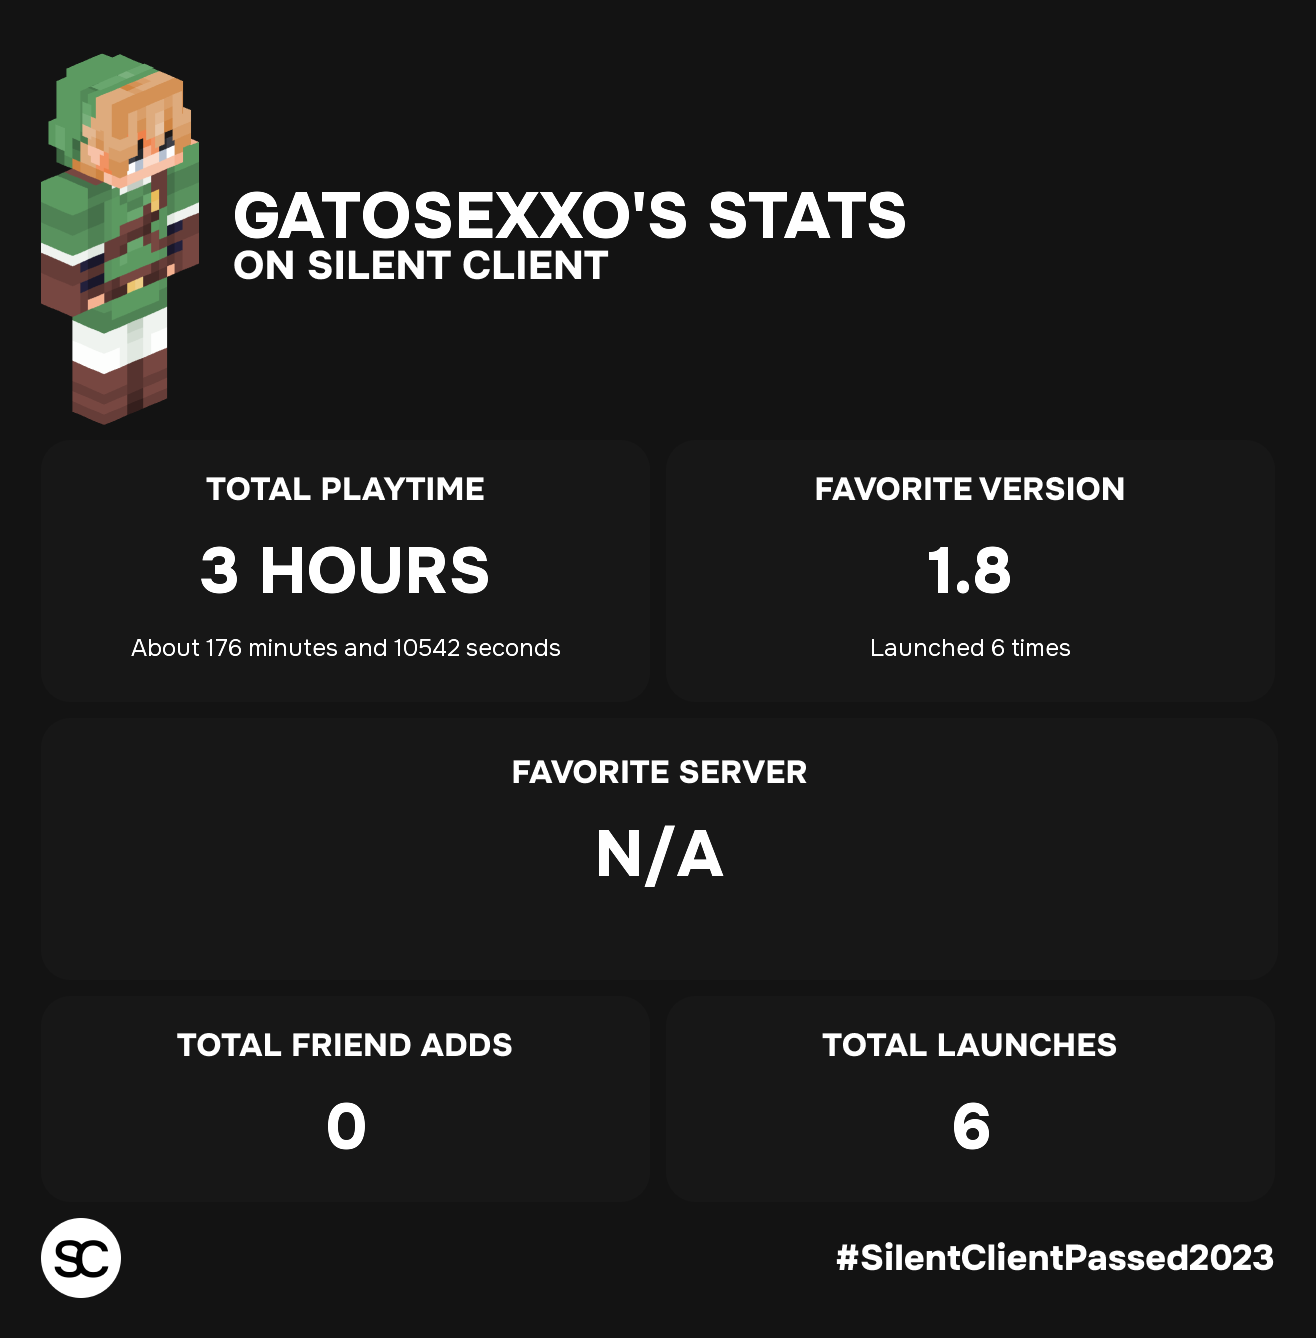 GATOSEXXO'S STATS
ON SILENT CLIENT
TOTAL PLAYTIME
3 HOURS
About 176 minutes and 10542 seconds
FAVORITE VERSION
1.8
Launched 6 times
FAVORITE SERVER
N/A
TOTAL FRIEND ADDS
0
TOTAL LAUNCHES
6
SC
#SilentClientPassed2023